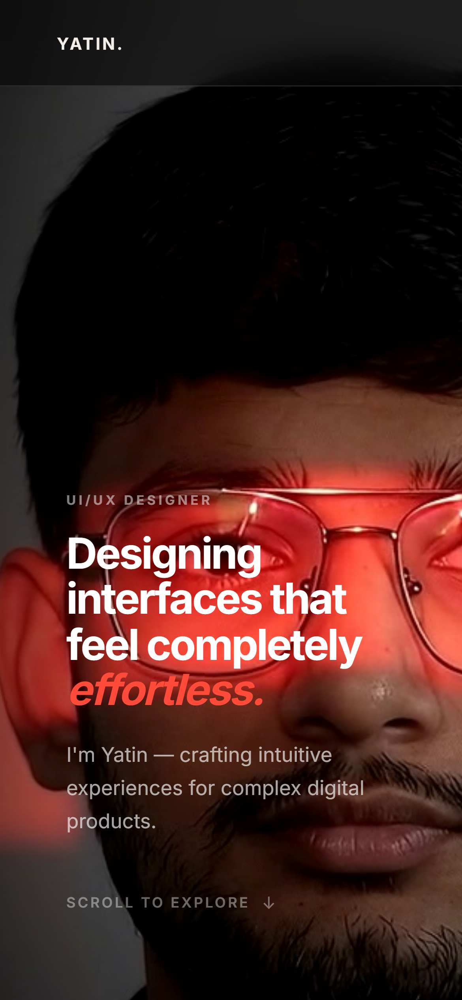 YATIN.
UI/UX DESIGNER
Designing
interfaces that
feel completely
effortless.
I'm Yatin — crafting intuitive
experiences for complex digital
products.
SCROLL TO EXPLORE ↓